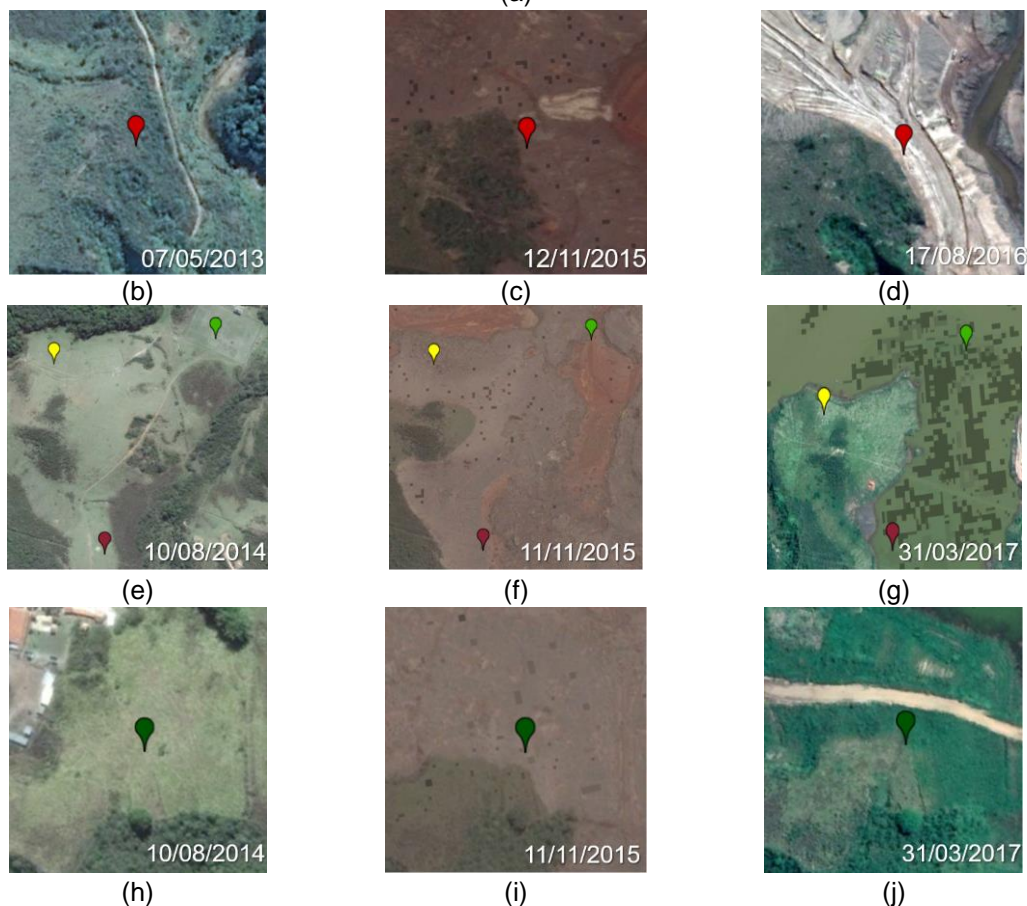 (a)
07/05/2013 12/11/2015 17/08/2016
(b) (c) (d)
10/08/2014 11/11/2015 31/03/2017
(e) (f) (g)
10/08/2014 11/11/2015 31/03/2017
(h) (i) (j)